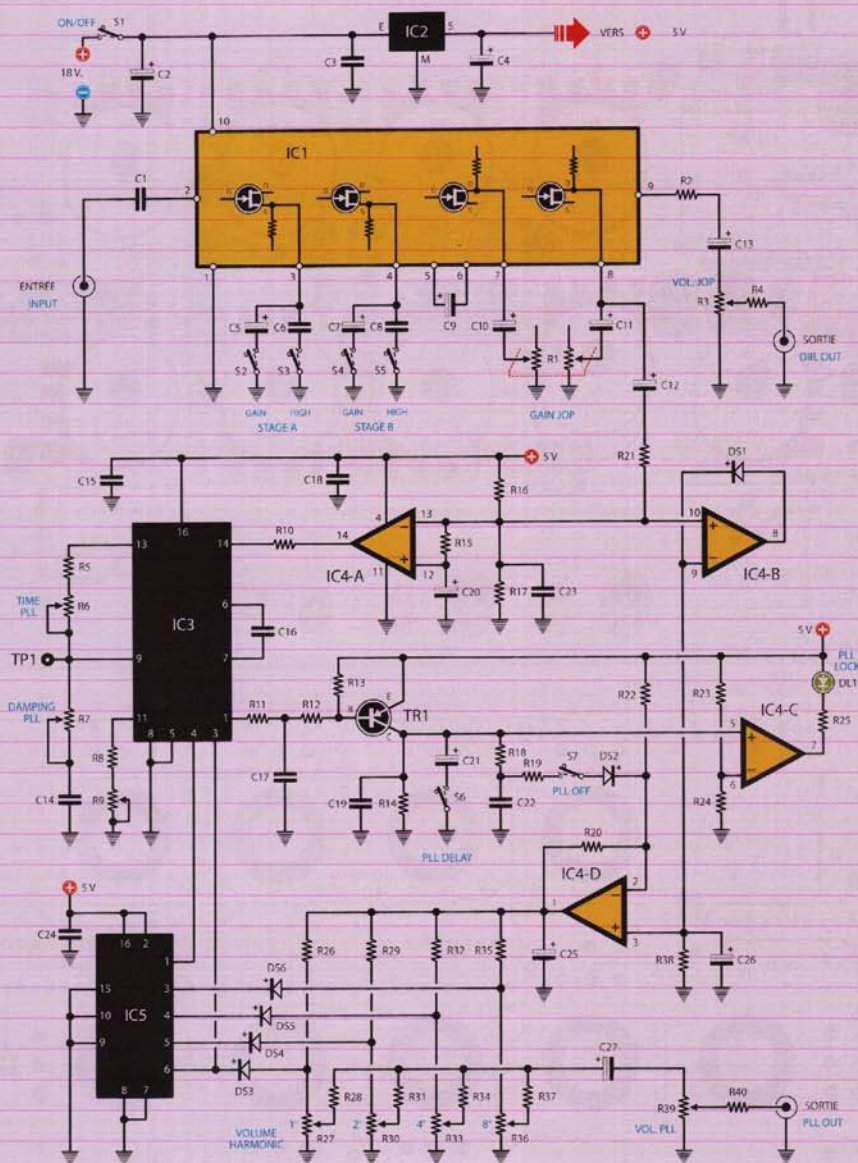 ON/OFF S1
18 V.
C2
C3
E IC2 S
M
C4
VERS + 5 V
10
IC1
C1
2
G D S
G D S
G D S
G D S
9
R2
C13
VOL. JOP
R3
R4
ENTRÉE
INPUT
SORTIE
DIR. OUT
1 3 4 5 6 7 8
C5 C6 C7 C8 C9 C10 R1 C11
S2 S3 S4 S5
GAIN HIGH GAIN HIGH
STAGE A STAGE B
GAIN JOP
C12
R21
C15
C18
5 V
R16
DS1
16
13 14
R5
R10
14
4
13
IC4-A
11
12
R15
C20
R17
C23
10
8
9
IC4-B
TIME
PLL
R6
IC3
6
C16
7
TP1
9
5 V
PLL
LOCK
DL1
DAMPING
PLL
R7
R13
R22
R23
IC4-C
R25
11
1
R11
R12
B E C
TR1
5
7
6
R8
8 5 4 3
C21
R18
R19
S7
DS2
PLL OFF
C14
R9
C17
C19
R14
S6
C22
R24
PLL DELAY
R20
IC4-D
5 V
C24
16 2
1
2
1
3
C25
R38
C26
R26 R29 R32 R35
15
10
9
IC5
3
4
5
6
DS6
DS5
DS4
DS3
8 7
C27
R28 R31 R34 R37
VOLUME
HARMONIC
1° 2° 4° 8°
R27 R30 R33 R36
VOL. PLL
R39
R40
SORTIE
PLL OUT